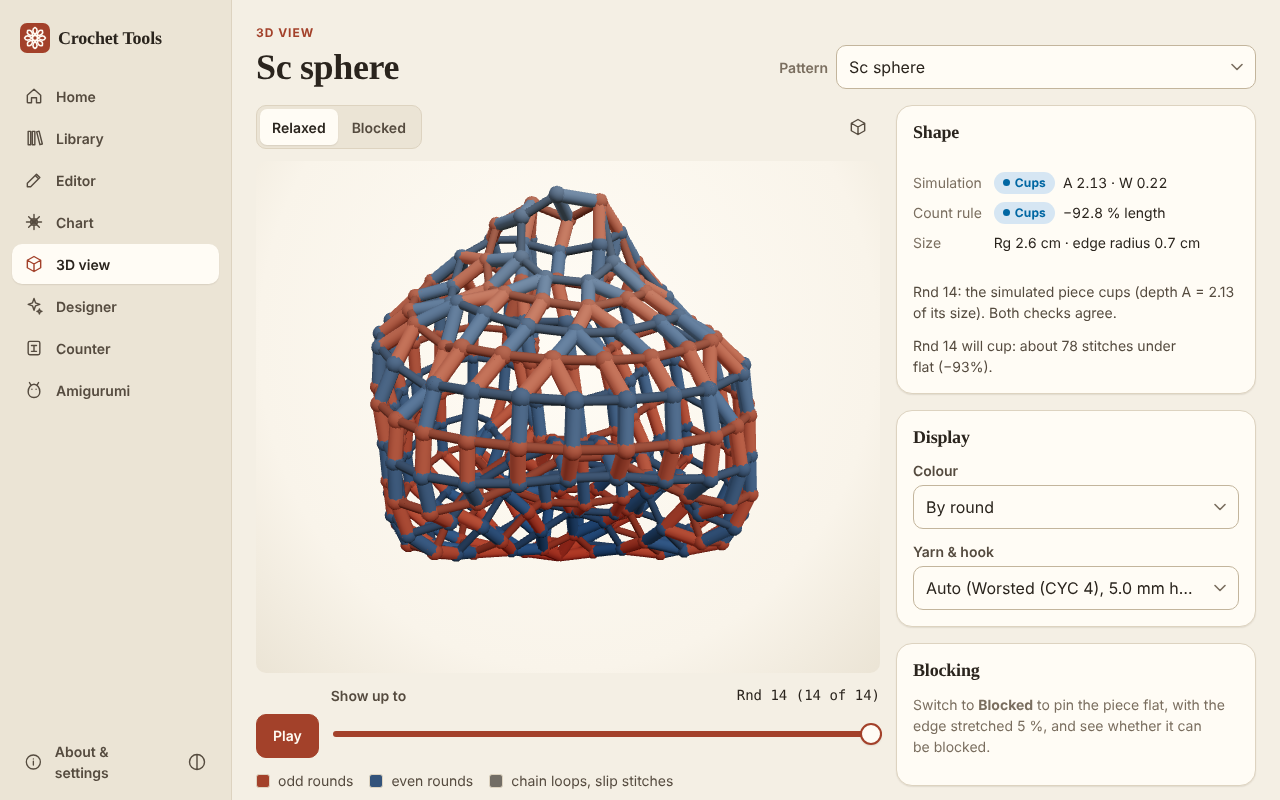 Crochet Tools
Home
Library
Editor
Chart
3D view
Designer
Counter
Amigurumi
About &
settings
3D VIEW
Sc sphere
Pattern
Sc sphere
Relaxed
Blocked
Show up to
Rnd 14 (14 of 14)
Play
odd rounds
even rounds
chain loops, slip stitches
Shape
Simulation Cups A 2.13 · W 0.22
Count rule Cups −92.8 % length
Size Rg 2.6 cm · edge radius 0.7 cm
Rnd 14: the simulated piece cups (depth A = 2.13
of its size). Both checks agree.
Rnd 14 will cup: about 78 stitches under
flat (−93%).
Display
Colour
By round
Yarn & hook
Auto (Worsted (CYC 4), 5.0 mm h...
Blocking
Switch to Blocked to pin the piece flat, with the
edge stretched 5 %, and see whether it can
be blocked.